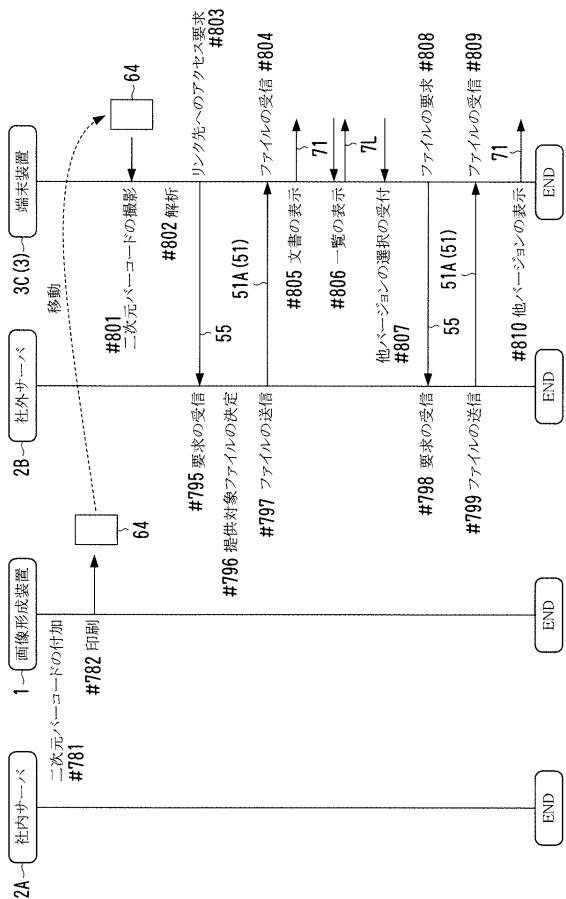 2A 社内サーバ
1 画像形成装置
2B 社外サーバ
3C(3) 端末装置
移動
二次元バーコードの付加
#781
#782 印刷
64
64
#801
二次元バーコードの撮影
#802 解析
リンク先へのアクセス要求
#803
55
#795 要求の受信
#796 提供対象ファイルの決定
#797 ファイルの送信
51A(51)
ファイルの受信 #804
#805 文書の表示
71
#806 一覧の表示
7L
他バージョンの選択の受付
#807
ファイルの要求 #808
55
#798 要求の受信
#799 ファイルの送信
51A(51)
ファイルの受信 #809
#810 他バージョンの表示
71
END
END
END
END